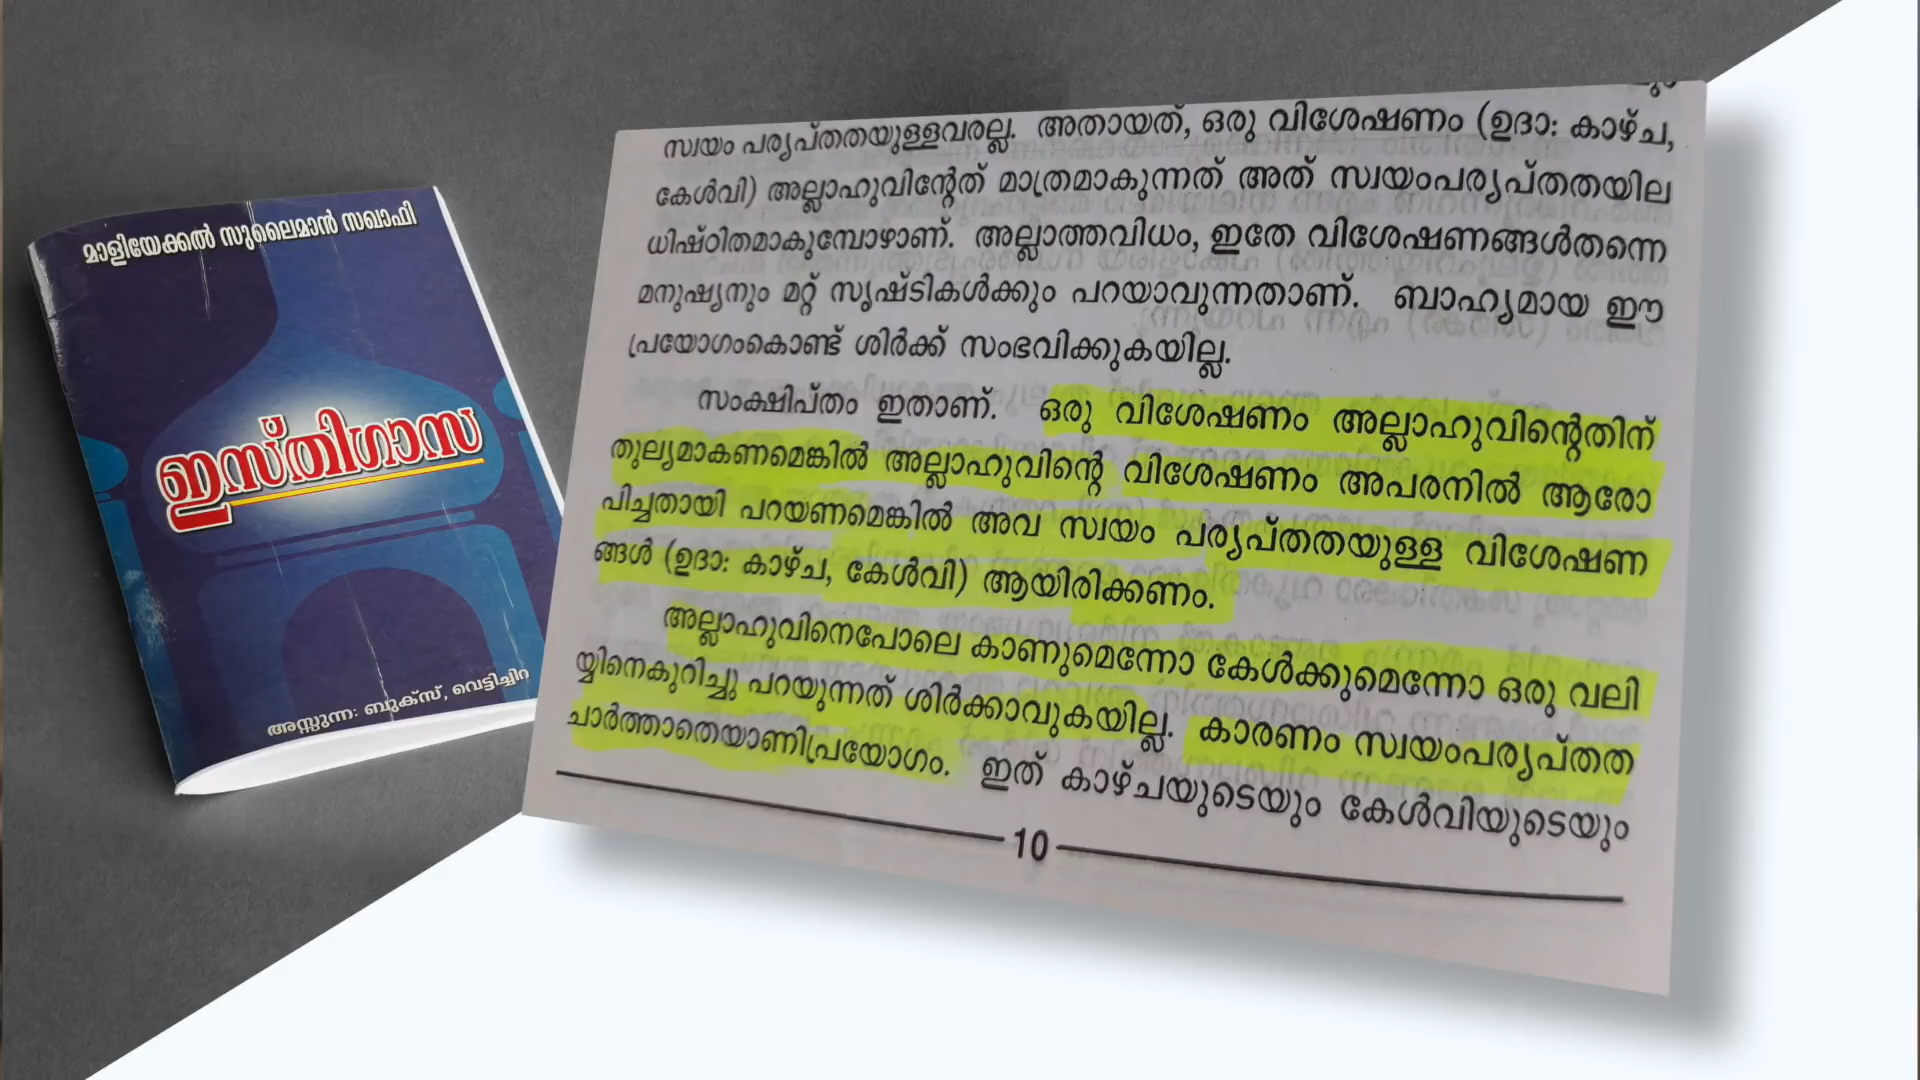 മാളിയേക്കൽ സുലൈമാൻ സഖാഫി
ഇസ്തിഗാസ
അസ്സുന്ന: ബുക്സ്, വെട്ടിച്ചിറ
സ്വയം പര്യപ്തതയുള്ളവരല്ല. അതായത്, ഒരു വിശേഷണം (ഉദാ: കാഴ്ച,
കേൾവി) അല്ലാഹുവിന്റേത് മാത്രമാകുന്നത് അത് സ്വയംപര്യപ്തതയില
ധിഷ്ഠിതമാകുമ്പോഴാണ്. അല്ലാത്തവിധം, ഇതേ വിശേഷണങ്ങൾതന്നെ
മനുഷ്യനും മറ്റ് സൃഷ്ടികൾക്കും പറയാവുന്നതാണ്. ബാഹ്യമായ ഈ
പ്രയോഗംകൊണ്ട് ശിർക്ക് സംഭവിക്കുകയില്ല.
സംക്ഷിപ്തം ഇതാണ്. ഒരു വിശേഷണം അല്ലാഹുവിന്റെതിന്
തുല്യമാകണമെങ്കിൽ അല്ലാഹുവിന്റെ വിശേഷണം അപരനിൽ ആരോ
പിച്ചതായി പറയണമെങ്കിൽ അവ സ്വയം പര്യപ്തതയുള്ള വിശേഷണ
ങ്ങൾ (ഉദാ: കാഴ്ച, കേൾവി) ആയിരിക്കണം.
അല്ലാഹുവിനെപോലെ കാണുമെന്നോ കേൾക്കുമെന്നോ ഒരു വലി
യ്യിനെകുറിച്ചു പറയുന്നത് ശിർക്കാവുകയില്ല. കാരണം സ്വയംപര്യപ്തത
ചാർത്താതെയാണിപ്രയോഗം. ഇത് കാഴ്ചയുടെയും കേൾവിയുടെയും
10